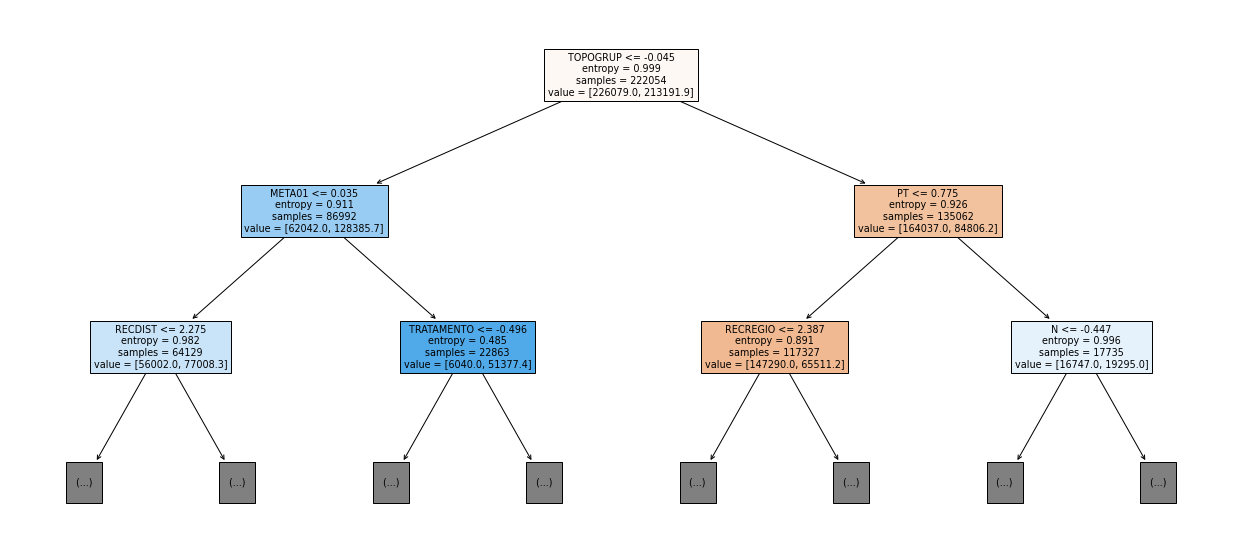 TOPOGRUP <= -0.045
entropy = 0.999
samples = 222054
value = [226079.0, 213191.9]
META01 <= 0.035
entropy = 0.911
samples = 86992
value = [62042.0, 128385.7]
PT <= 0.775
entropy = 0.926
samples = 135062
value = [164037.0, 84806.2]
RECDIST <= 2.275
entropy = 0.982
samples = 64129
value = [56002.0, 77008.3]
TRATAMENTO <= -0.496
entropy = 0.485
samples = 22863
value = [6040.0, 51377.4]
RECREGIO <= 2.387
entropy = 0.891
samples = 117327
value = [147290.0, 65511.2]
N <= -0.447
entropy = 0.996
samples = 17735
value = [16747.0, 19295.0]
(...)
(...)
(...)
(...)
(...)
(...)
(...)
(...)